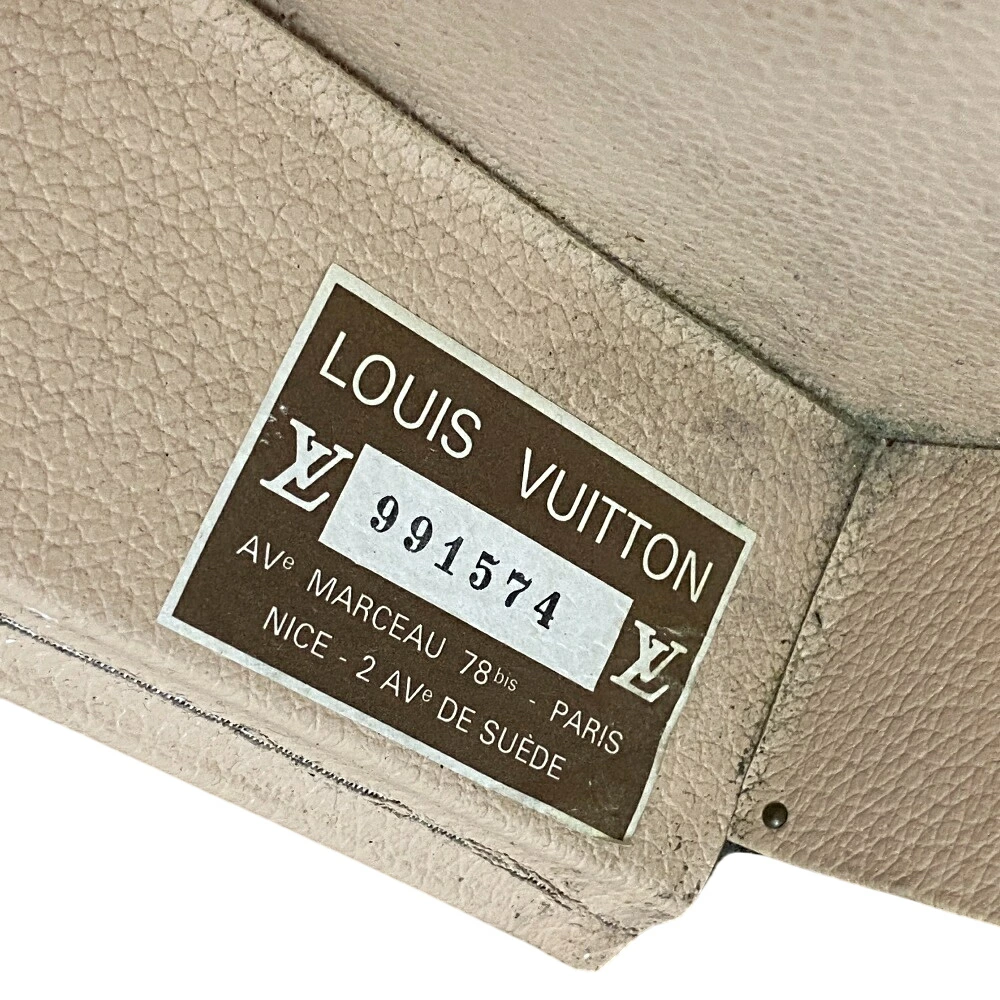 LOUIS VUITTON
LV 991574 LV
AVe MARCEAU 78bis - PARIS
NICE - 2 AVe DE SUÈDE